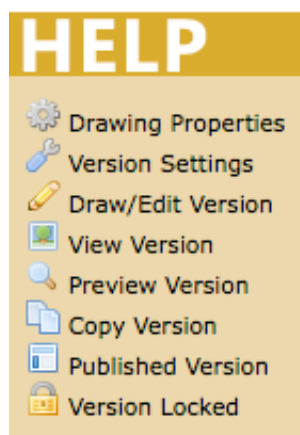 HELP
Drawing Properties
Version Settings
Draw/Edit Version
View Version
Preview Version
Copy Version
Published Version
Version Locked